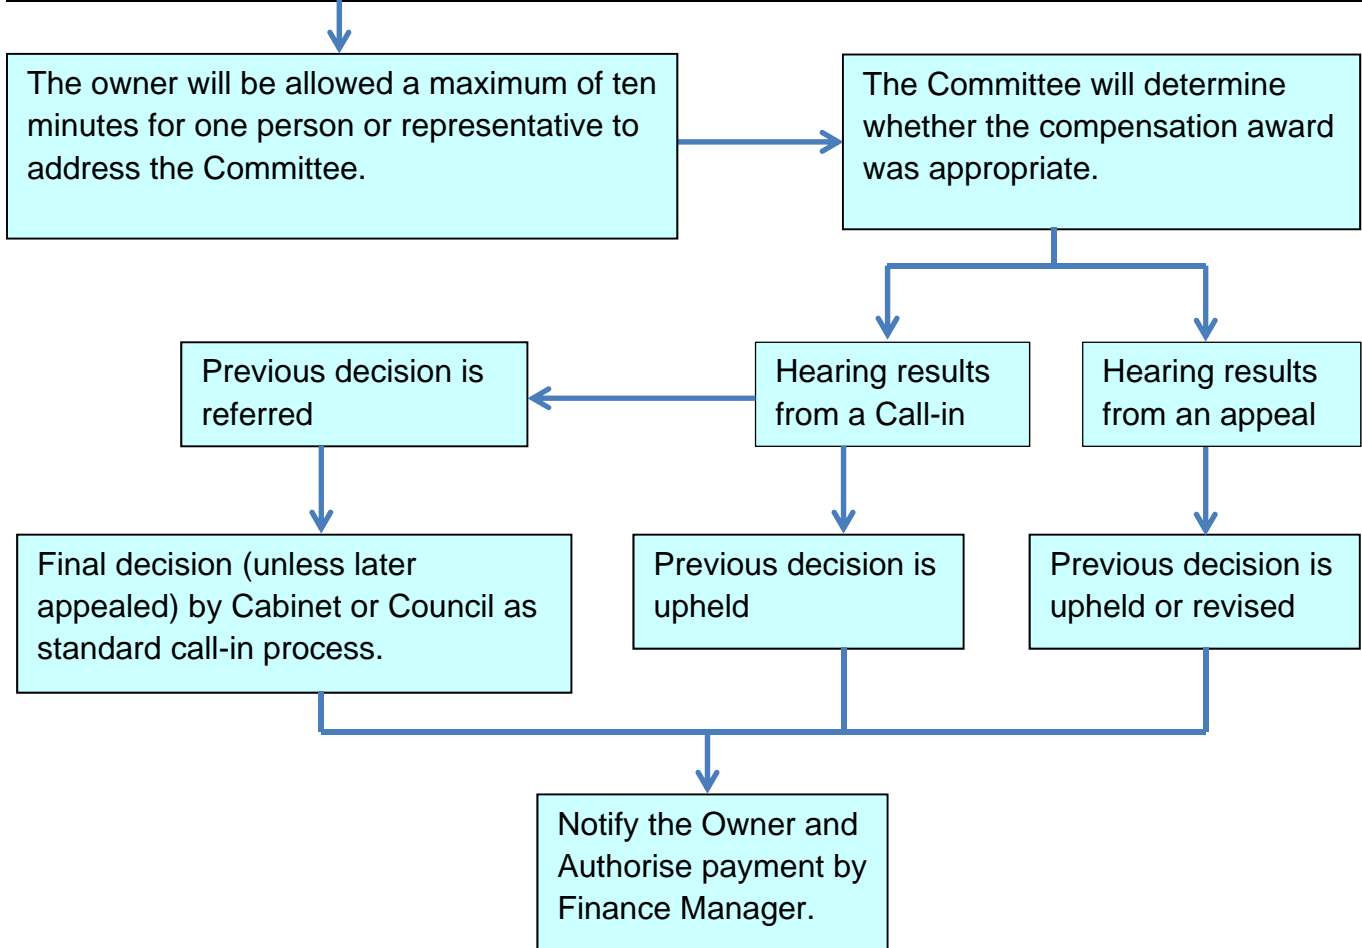 The owner will be allowed a maximum of ten
minutes for one person or representative to
address the Committee.
The Committee will determine
whether the compensation award
was appropriate.
Previous decision is
referred
Hearing results
from a Call-in
Hearing results
from an appeal
Final decision (unless later
appealed) by Cabinet or Council as
standard call-in process.
Previous decision is
upheld
Previous decision is
upheld or revised
Notify the Owner and
Authorise payment by
Finance Manager.